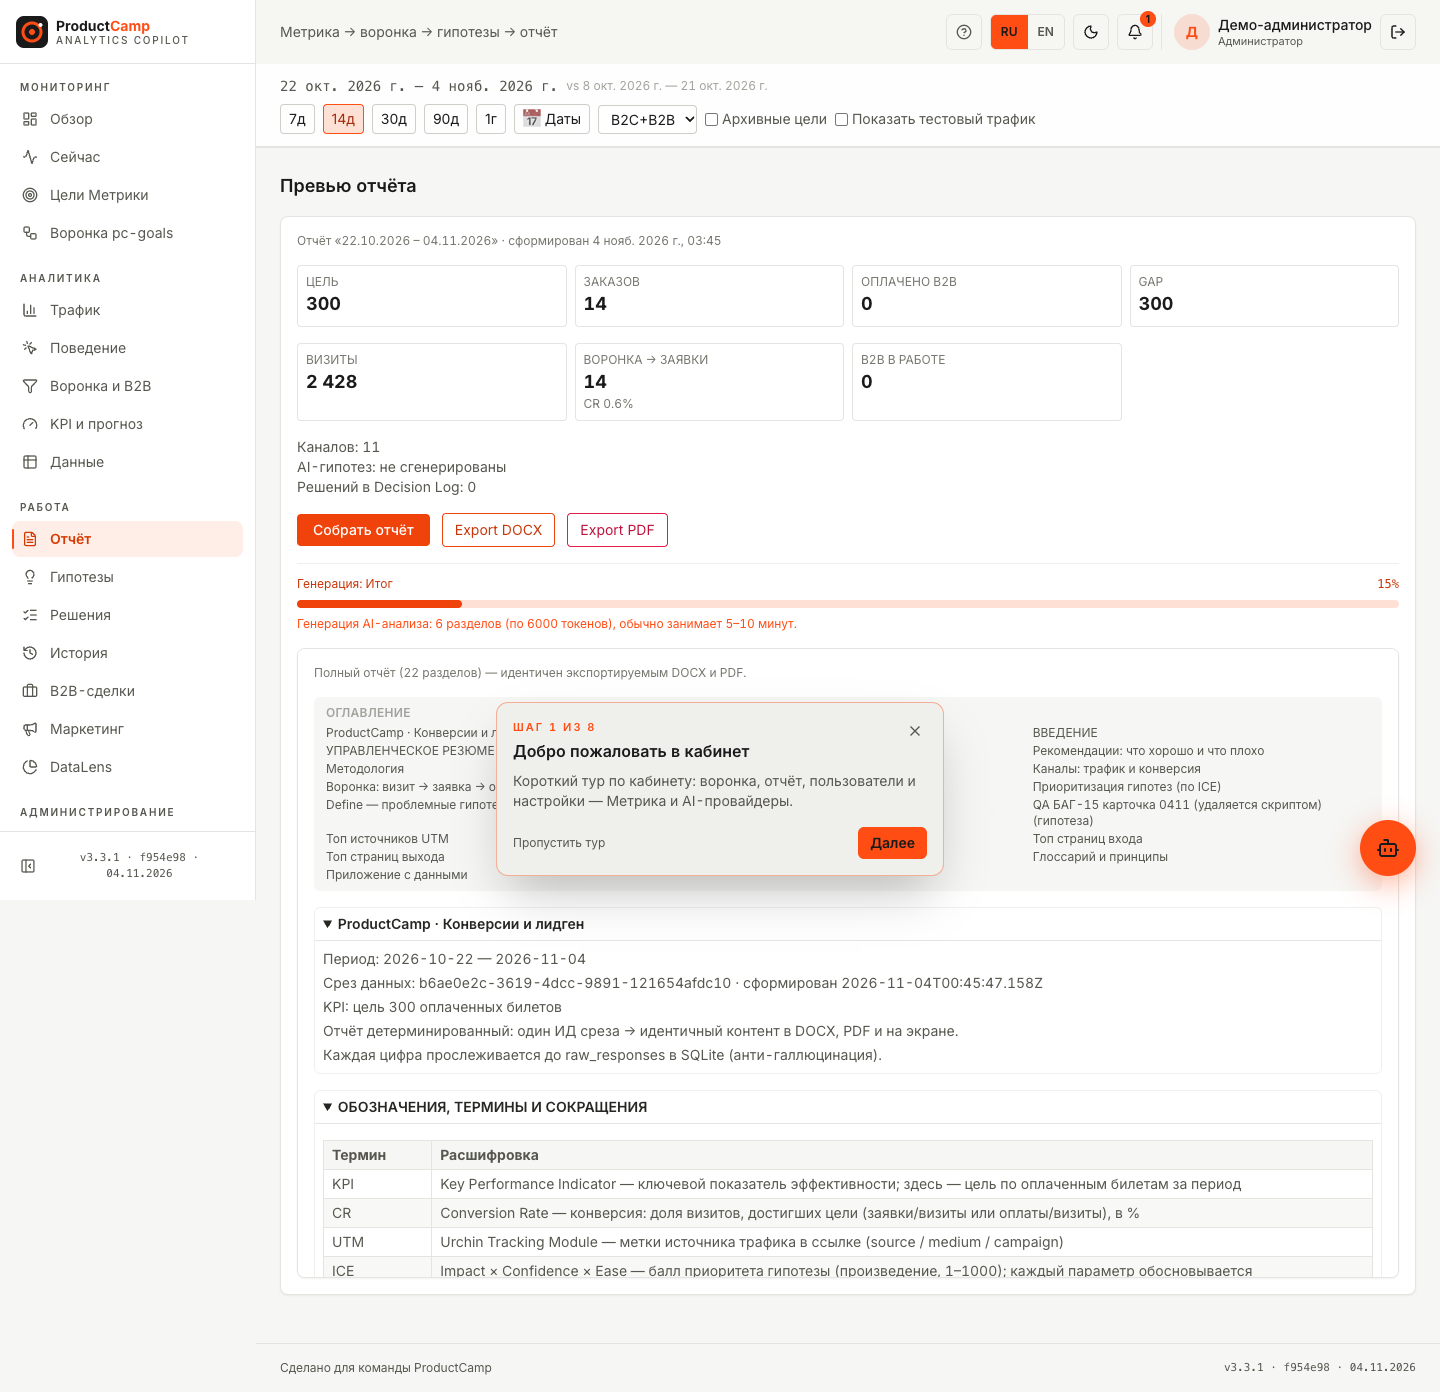 ProductCamp
ANALYTICS COPILOT
МОНИТОРИНГ
Обзор
Сейчас
Цели Метрики
Воронка pc-goals
АНАЛИТИКА
Трафик
Поведение
Воронка и B2B
KPI и прогноз
Данные
РАБОТА
Отчёт
Гипотезы
Решения
История
B2B-сделки
Маркетинг
DataLens
АДМИНИСТРИРОВАНИЕ
v3.3.1 · f954e98 ·
04.11.2026
Метрика → воронка → гипотезы → отчёт
RU EN
1
Д
Демо-администратор
Администратор
22 окт. 2026 г. — 4 нояб. 2026 г. vs 8 окт. 2026 г. — 21 окт. 2026 г.
7д 14д 30д 90д 1г Даты B2C+B2B Архивные цели Показать тестовый трафик
Превью отчёта
Отчёт «22.10.2026 – 04.11.2026» · сформирован 4 нояб. 2026 г., 03:45
ЦЕЛЬ
300
ЗАКАЗОВ
14
ОПЛАЧЕНО B2B
0
GAP
300
ВИЗИТЫ
2 428
ВОРОНКА → ЗАЯВКИ
14
CR 0.6%
B2B В РАБОТЕ
0
Каналов: 11
AI-гипотез: не сгенерированы
Решений в Decision Log: 0
Собрать отчёт Export DOCX Export PDF
Генерация: Итог 15%
Генерация AI-анализа: 6 разделов (по 6000 токенов), обычно занимает 5–10 минут.
Полный отчёт (22 разделов) — идентичен экспортируемым DOCX и PDF.
ОГЛАВЛЕНИЕ
ProductCamp · Конверсии и л
УПРАВЛЕНЧЕСКОЕ РЕЗЮМЕ
Методология
Воронка: визит → заявка → о
Define — проблемные гипоте
Топ источников UTM
Топ страниц выхода
Приложение с данными
ВВЕДЕНИЕ
Рекомендации: что хорошо и что плохо
Каналы: трафик и конверсия
Приоритизация гипотез (по ICE)
QA БАГ-15 карточка 0411 (удаляется скриптом)
(гипотеза)
Топ страниц входа
Глоссарий и принципы
ШАГ 1 ИЗ 8
Добро пожаловать в кабинет
Короткий тур по кабинету: воронка, отчёт, пользователи и
настройки — Метрика и AI-провайдеры.
Пропустить тур Далее
ProductCamp · Конверсии и лидген
Период: 2026-10-22 — 2026-11-04
Срез данных: b6ae0e2c-3619-4dcc-9891-121654afdc10 · сформирован 2026-11-04T00:45:47.158Z
KPI: цель 300 оплаченных билетов
Отчёт детерминированный: один ИД среза → идентичный контент в DOCX, PDF и на экране.
Каждая цифра прослеживается до raw_responses в SQLite (анти-галлюцинация).
ОБОЗНАЧЕНИЯ, ТЕРМИНЫ И СОКРАЩЕНИЯ
Термин Расшифровка
KPI Key Performance Indicator — ключевой показатель эффективности; здесь — цель по оплаченным билетам за период
CR Conversion Rate — конверсия: доля визитов, достигших цели (заявки/визиты или оплаты/визиты), в %
UTM Urchin Tracking Module — метки источника трафика в ссылке (source / medium / campaign)
ICE Impact × Confidence × Ease — балл приоритета гипотезы (произведение, 1–1000); каждый параметр обосновывается
Сделано для команды ProductCamp
v3.3.1 · f954e98 · 04.11.2026